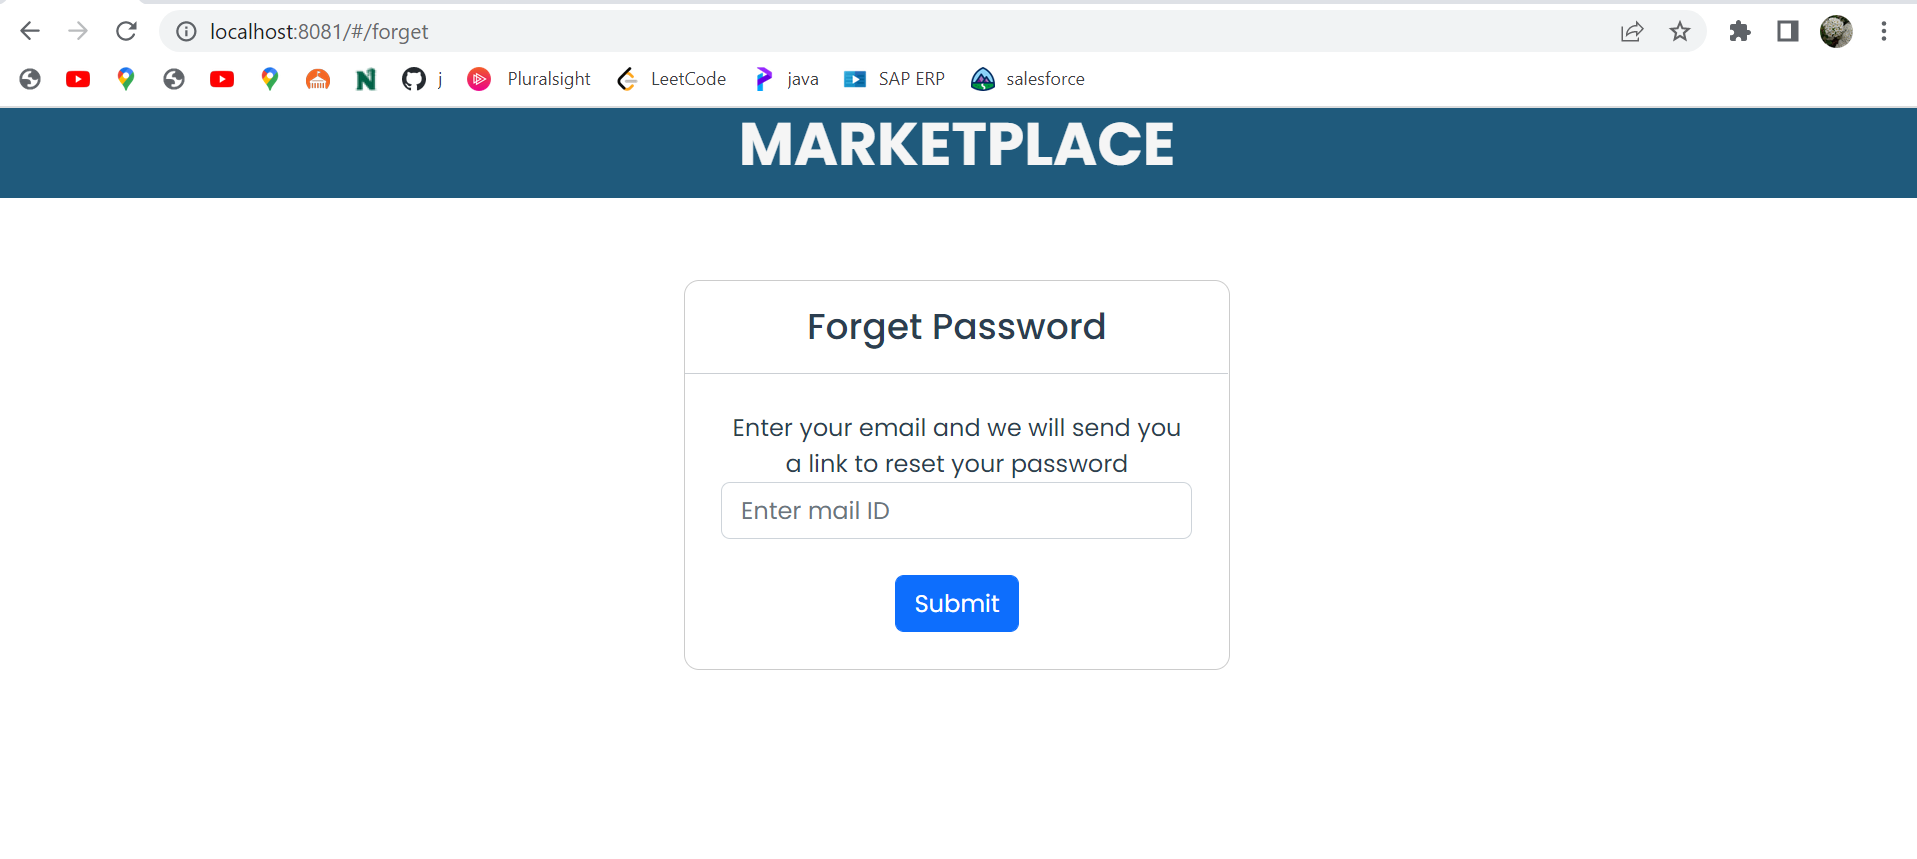 localhost:8081/#/forget
j Pluralsight LeetCode java SAP ERP salesforce
MARKETPLACE
Forget Password
Enter your email and we will send you
a link to reset your password
Enter mail ID
Submit